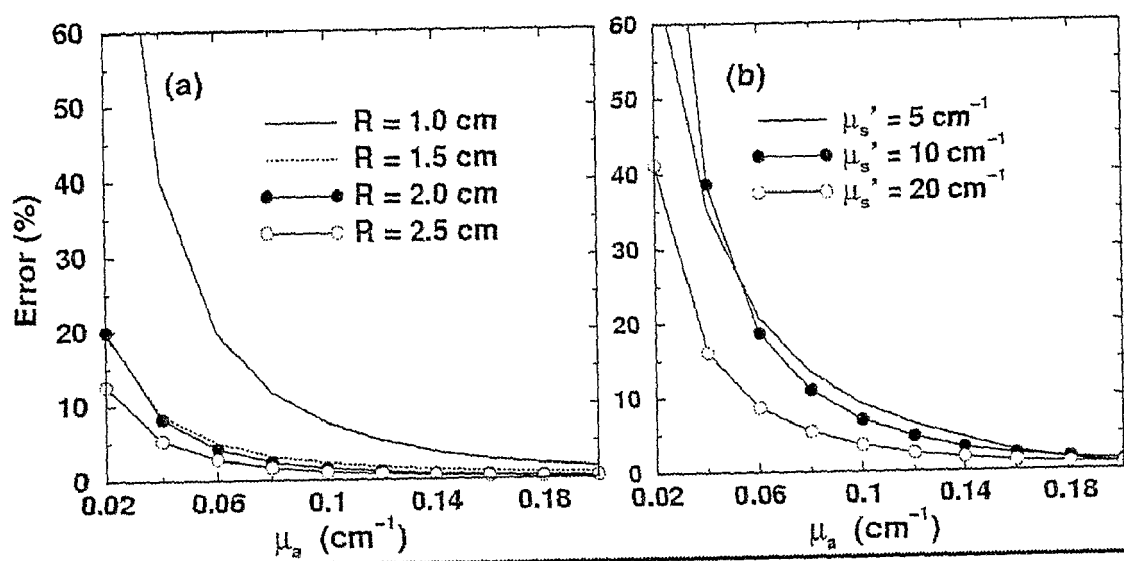 (a)
R = 1.0 cm
R = 1.5 cm
R = 2.0 cm
R = 2.5 cm
Error (%)
60
50
40
30
20
10
0
0.02
0.06
0.1
0.14
0.18
μa (cm⁻¹)
(b)
μs' = 5 cm⁻¹
μs' = 10 cm⁻¹
μs' = 20 cm⁻¹
60
50
40
30
20
10
0
0.02
0.06
0.1
0.14
0.18
μa (cm⁻¹)